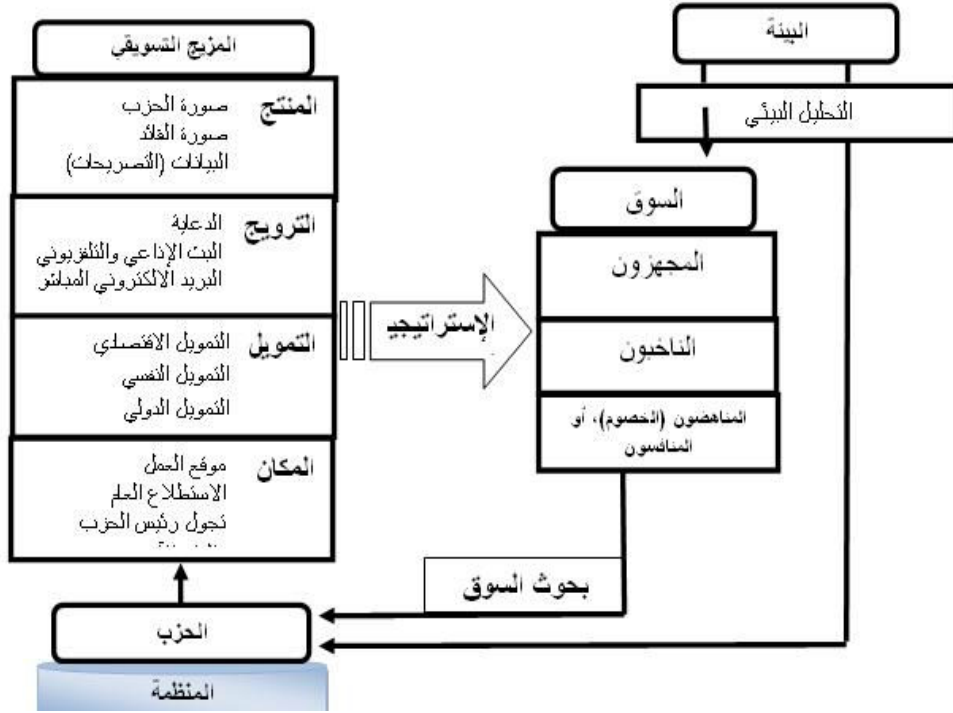 البيئة
التحليل البيئي
المزيج التسويقي
المنتج
صورة الحزب
صورة القائد
البيانات (التصريحات)
الترويج
الدعاية
البث الإذاعي والتلفزيوني
البريد الالكتروني المباشر
التمويل
التمويل الاقتصادي
التمويل النفسي
التمويل الدولي
المكان
موقع العمل
الاستطلاع العام
تجول رئيس الحزب
الإستراتيجي
السوق
المجهزون
الناخبون
المناهضون (الخصوم)، أو
المنافسون
بحوث السوق
الحزب
المنظمة